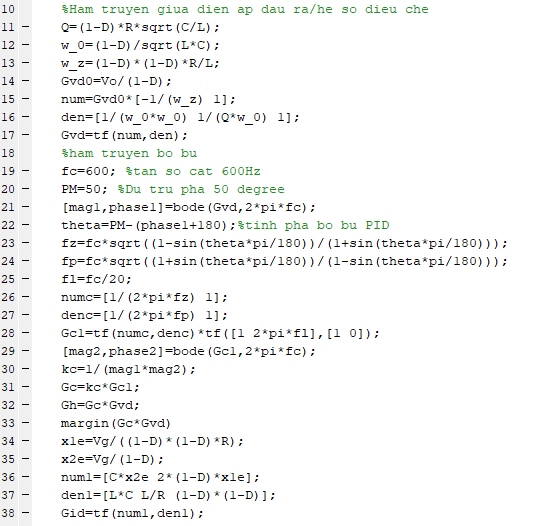 10 %Ham truyen giua dien ap dau ra/he so dieu che
11 - Q=(1-D)*R*sqrt(C/L);
12 - w_0=(1-D)/sqrt(L*C);
13 - w_z=(1-D)*(1-D)*R/L;
14 - Gvd0=Vo/(1-D);
15 - num=Gvd0*[-1/(w_z) 1];
16 - den=[1/(w_0*w_0) 1/(Q*w_0) 1];
17 - Gvd=tf(num,den);
18 %ham truyen bo bu
19 - fc=600; %tan so cat 600Hz
20 - PM=50; %Du tru pha 50 degree
21 - [mag1,phase1]=bode(Gvd,2*pi*fc);
22 - theta=PM-(phase1+180);%tinh pha bo bu PID
23 - fz=fc*sqrt((1-sin(theta*pi/180))/(1+sin(theta*pi/180)));
24 - fp=fc*sqrt((1+sin(theta*pi/180))/(1-sin(theta*pi/180)));
25 - fl=fc/20;
26 - numc=[1/(2*pi*fz) 1];
27 - denc=[1/(2*pi*fp) 1];
28 - Gc1=tf(numc,denc)*tf([1 2*pi*fl],[1 0]);
29 - [mag2,phase2]=bode(Gc1,2*pi*fc);
30 - kc=1/(mag1*mag2);
31 - Gc=kc*Gc1;
32 - Gh=Gc*Gvd;
33 - margin(Gc*Gvd)
34 - x1e=Vg/((1-D)*(1-D)*R);
35 - x2e=Vg/(1-D);
36 - num1=[C*x2e 2*(1-D)*x1e];
37 - den1=[L*C L/R (1-D)*(1-D)];
38 - Gid=tf(num1,den1);